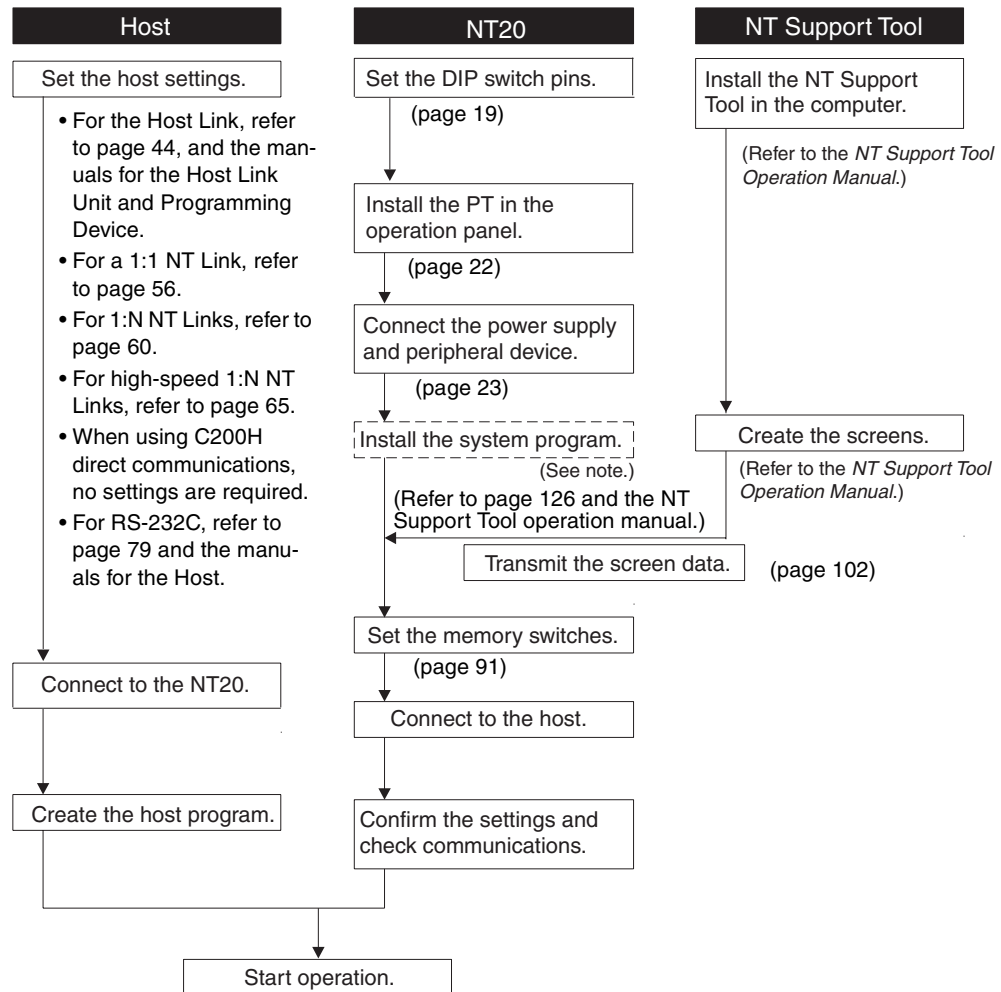 Host
Set the host settings.
• For the Host Link, refer
to page 44, and the man-
uals for the Host Link
Unit and Programming
Device.
• For a 1:1 NT Link, refer
to page 56.
• For 1:N NT Links, refer to
page 60.
• For high-speed 1:N NT
Links, refer to page 65.
• When using C200H
direct communications,
no settings are required.
• For RS-232C, refer to
page 79 and the manu-
als for the Host.
Connect to the NT20.
Create the host program.
NT20
Set the DIP switch pins.
(page 19)
Install the PT in the
operation panel.
(page 22)
Connect the power supply
and peripheral device.
(page 23)
Install the system program.
(See note.)
(Refer to page 126 and the NT
Support Tool operation manual.)
Transmit the screen data.
(page 102)
Set the memory switches.
(page 91)
Connect to the host.
Confirm the settings and
check communications.
NT Support Tool
Install the NT Support
Tool in the computer.
(Refer to the NT Support Tool
Operation Manual.)
Create the screens.
(Refer to the NT Support Tool
Operation Manual.)
Start operation.